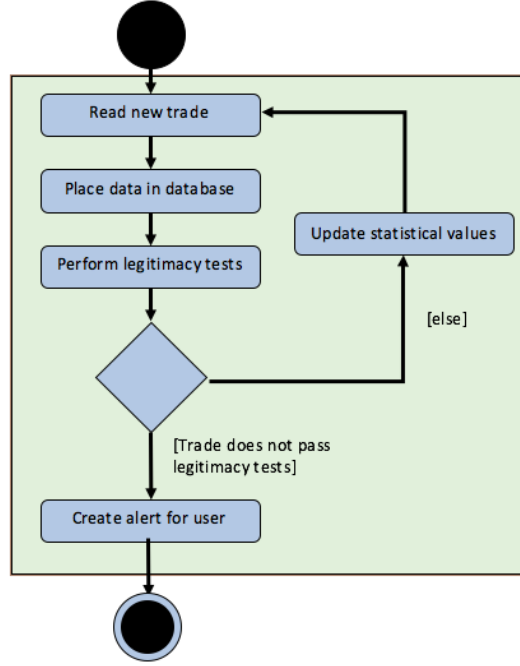 Read new trade
Place data in database
Update statistical values
Perform legitimacy tests
[else]
[Trade does not pass
legitimacy tests]
Create alert for user